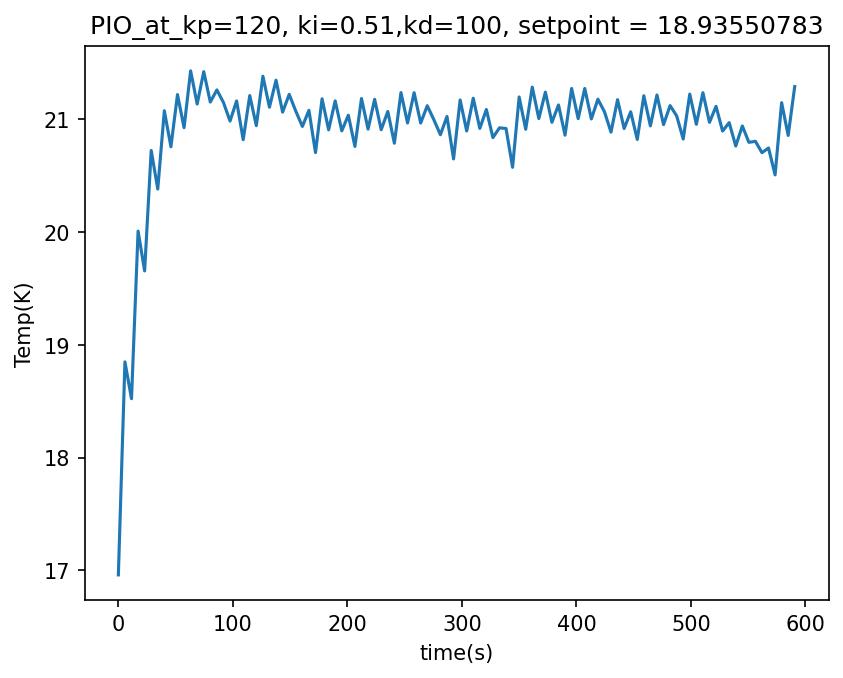 PIO_at_kp=120, ki=0.51,kd=100, setpoint = 18.93550783
21
20
19
18
17
Temp(K)
0 100 200 300 400 500 600
time(s)